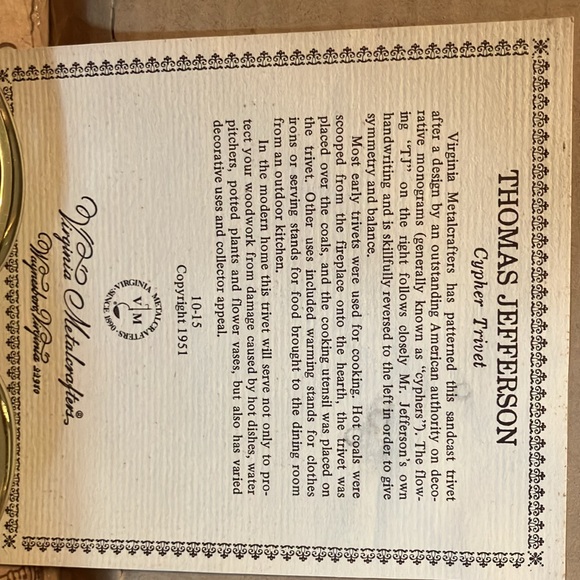 THOMAS JEFFERSON
Cypher Trivet
Virginia Metalcrafters has patterned this sandcast trivet
after a design by an outstanding American authority on deco-
rative monograms (generally known as "cyphers"). The flow-
ing "TJ" on the right follows closely Mr. Jefferson's own
handwriting and is skillfully reversed to the left in order to give
symmetry and balance.
Most early trivets were used for cooking. Hot coals were
scooped from the fireplace onto the hearth, the trivet was
placed over the coals, and the cooking utensil was placed on
the trivet. Other uses included warming stands for clothes
irons or serving stands for food brought to the dining room
from an outdoor kitchen.
In the modern home this trivet will serve not only to pro-
tect your woodwork from damage caused by hot dishes, water
pitchers, potted plants and flower vases, but also has varied
decorative uses and collector appeal.
10-15
Copyright 1951
VIRGINIA METALCRAFTERS · SINCE 1890 ·
V M
Virginia Metalcrafters®
Waynesboro, Virginia 22980